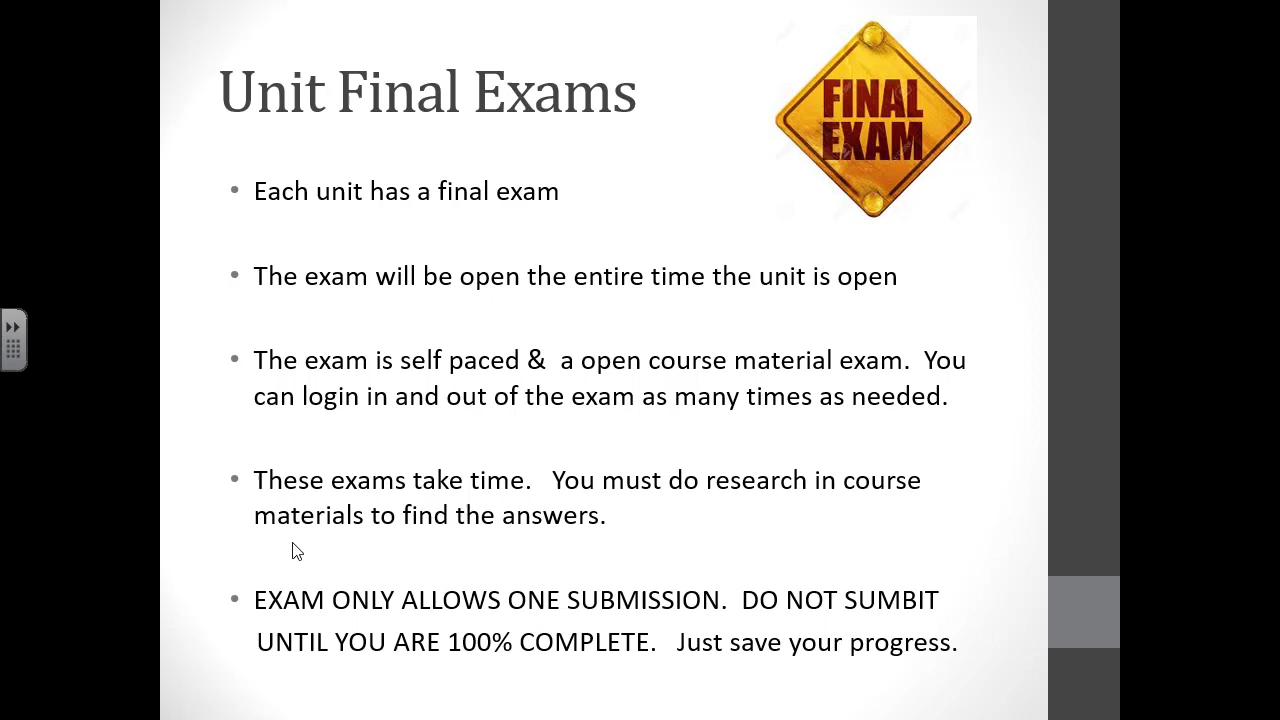 Unit Final Exams
FINAL
EXAM
• Each unit has a final exam
• The exam will be open the entire time the unit is open
• The exam is self paced &  a open course material exam.  You
can login in and out of the exam as many times as needed.
• These exams take time.   You must do research in course
materials to find the answers.
• EXAM ONLY ALLOWS ONE SUBMISSION.  DO NOT SUMBIT
UNTIL YOU ARE 100% COMPLETE.   Just save your progress.